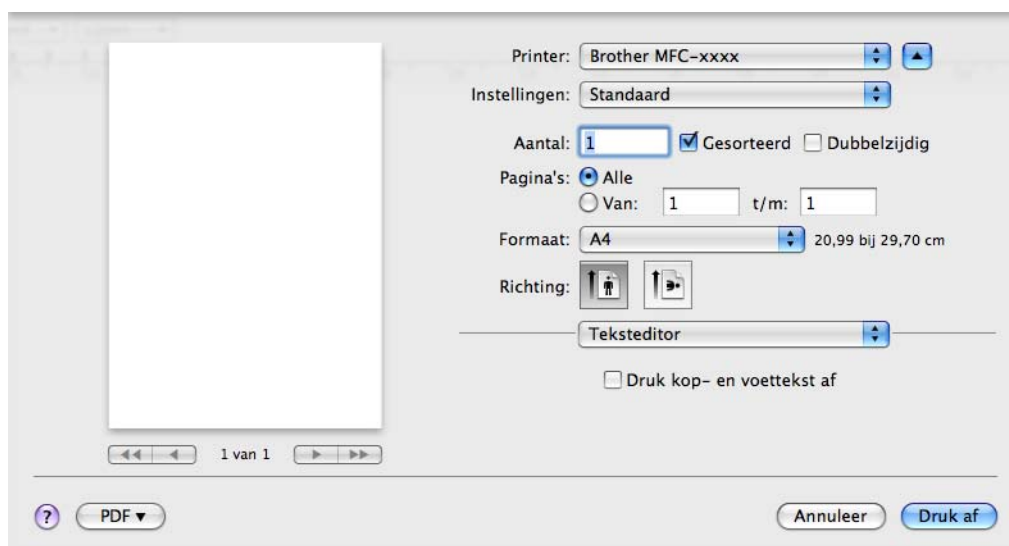 Printer: Brother MFC-xxxx
Instellingen: Standaard
Aantal: 1 Gesorteerd Dubbelzijdig
Pagina's: Alle
Van: 1 t/m: 1
Formaat: A4 20,99 bij 29,70 cm
Richting:
Teksteditor
Druk kop- en voettekst af
1 van 1
? PDF Annuleer Druk af